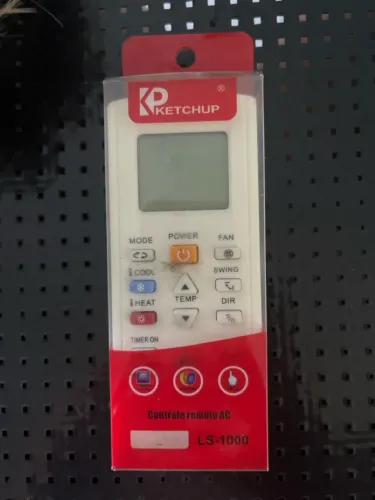 KP
KETCHUP ®
MODE POWER FAN
COOL SWING
HEAT TEMP DIR
TIMER ON
Controle remoto AC
LS-1000